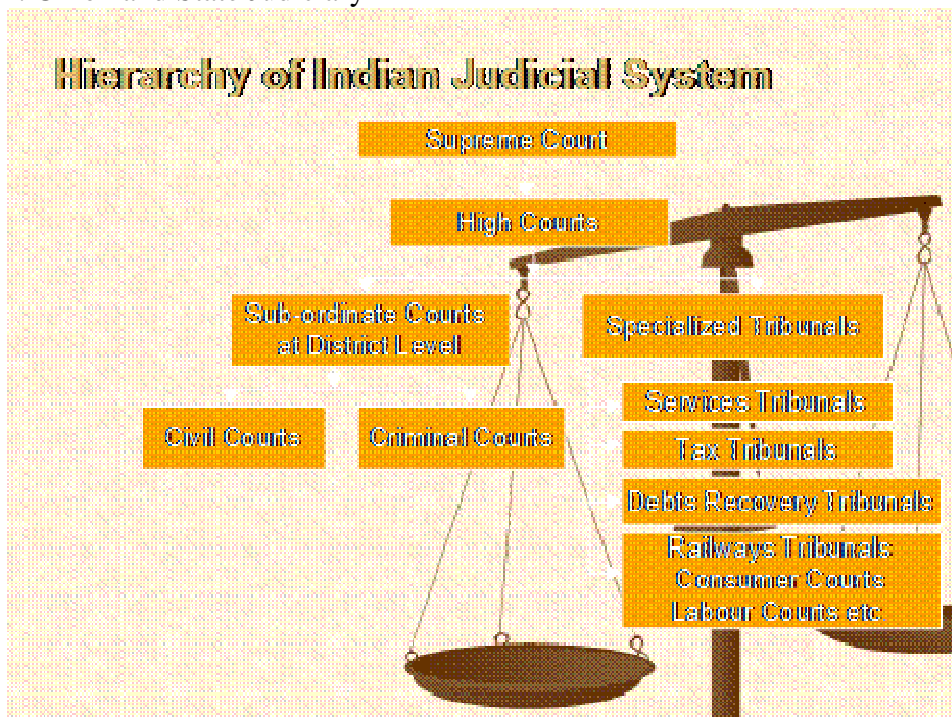 Hierarchy of Indian Judicial System
Supreme Court
High Courts
Sub-ordinate Courts
at District Level
Specialized Tribunals
Civil Courts
Criminal Courts
Services Tribunals
Tax Tribunals
Debts Recovery Tribunals
Railways Tribunals
Consumer Courts
Labour Courts etc